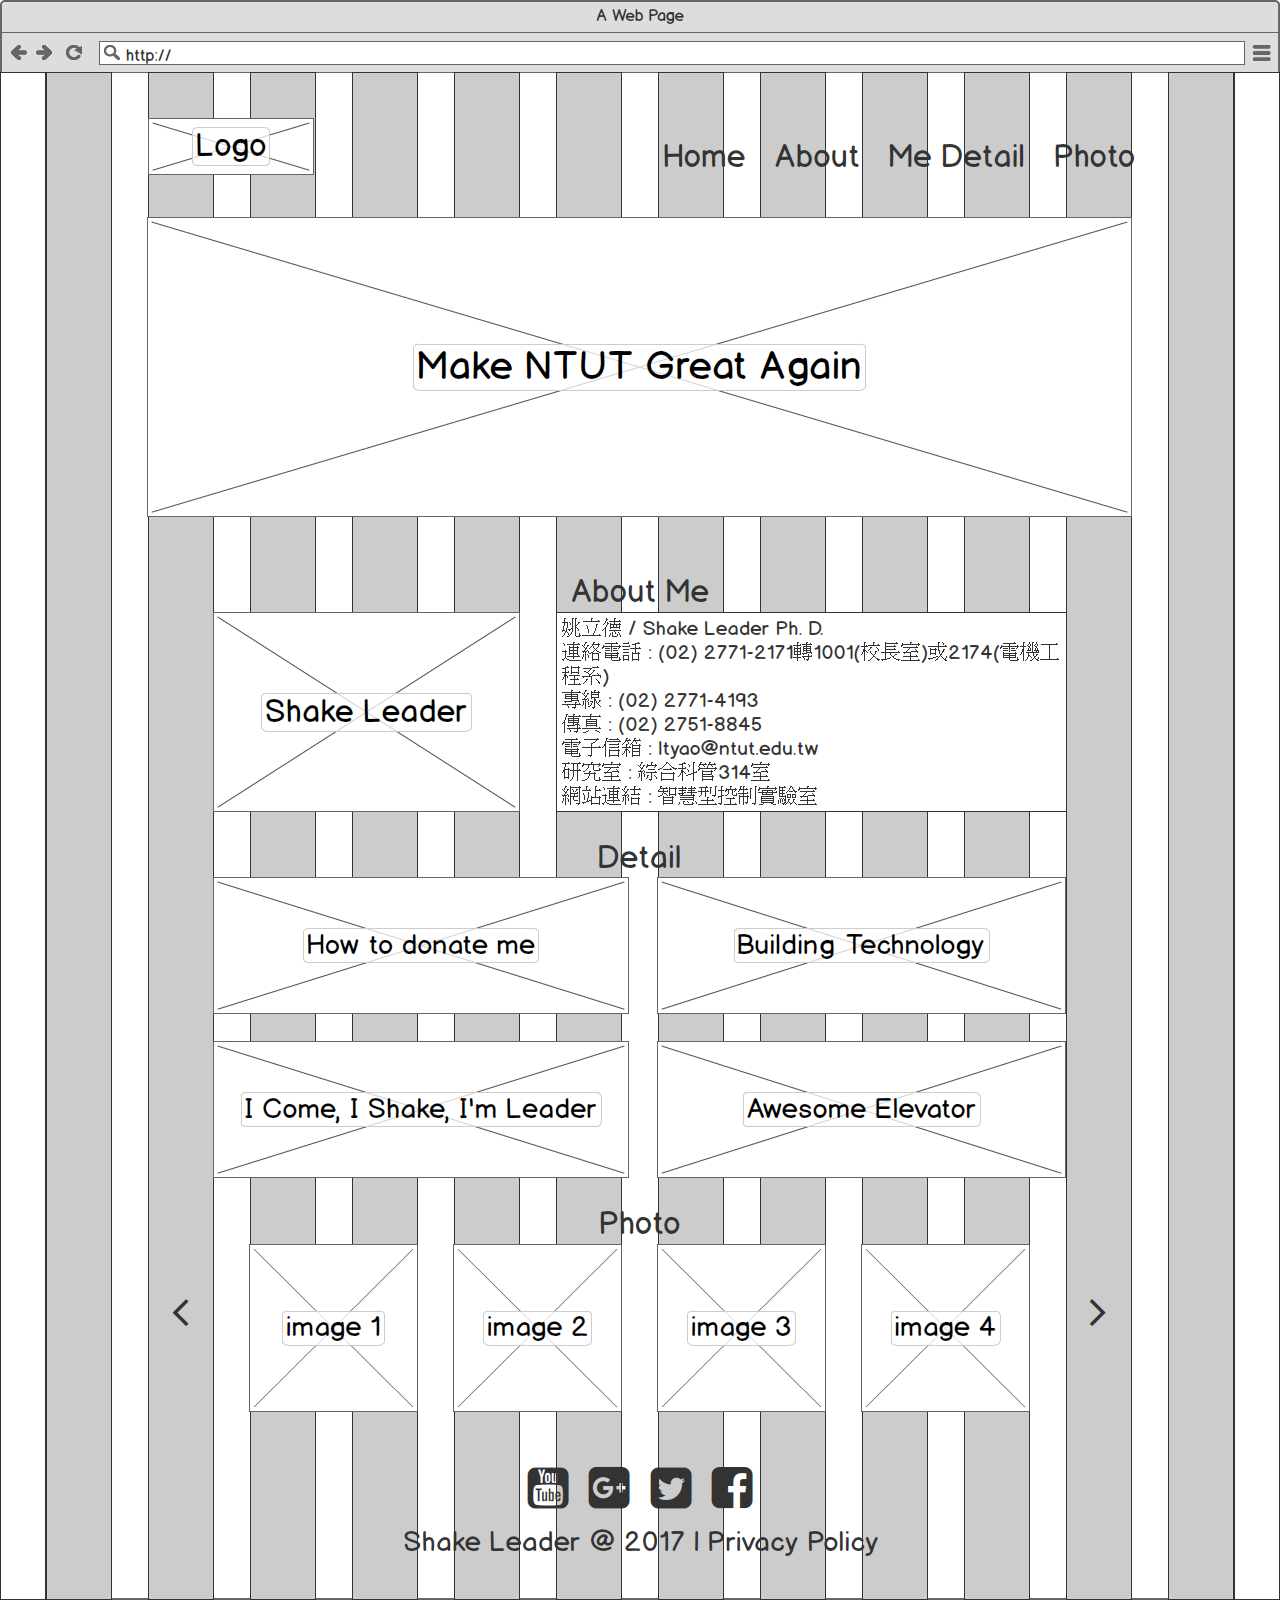 A Web Page
http://
Logo
Home About Me Detail Photo
Make NTUT Great Again
About Me
Shake Leader
姚立德 / Shake Leader Ph. D.
連絡電話 : (02) 2771-2171轉1001(校長室)或2174(電機工
程系)
專線 : (02) 2771-4193
傳真 : (02) 2751-8845
電子信箱 : ltyao@ntut.edu.tw
研究室 : 綜合科管314室
網站連結 : 智慧型控制實驗室
Detail
How to donate me
Building Technology
I Come, I Shake, I'm Leader
Awesome Elevator
Photo
image 1
image 2
image 3
image 4
You
Tube
G+
Shake Leader @ 2017 | Privacy Policy